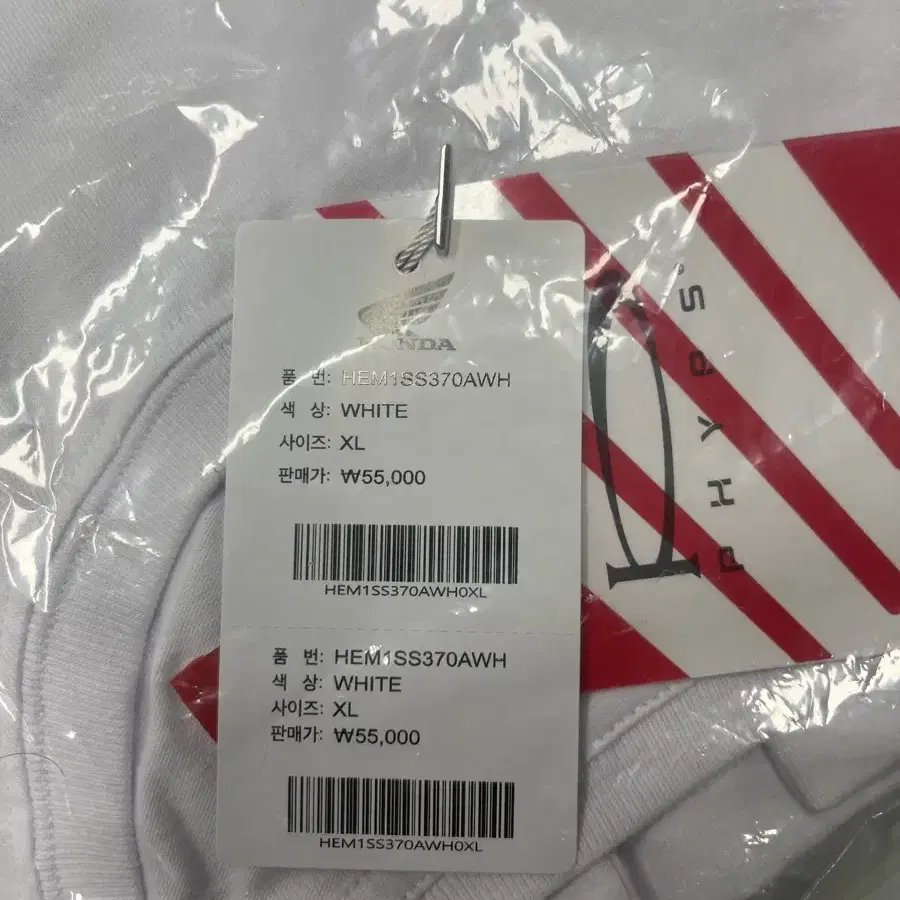 HONDA
품 번: HEM1SS370AWH
색 상: WHITE
사이즈: XL
판매가: ₩55,000
HEM1SS370AWH0XL
품 번: HEM1SS370AWH
색 상: WHITE
사이즈: XL
판매가: ₩55,000
HEM1SS370AWH0XL
PHYPS